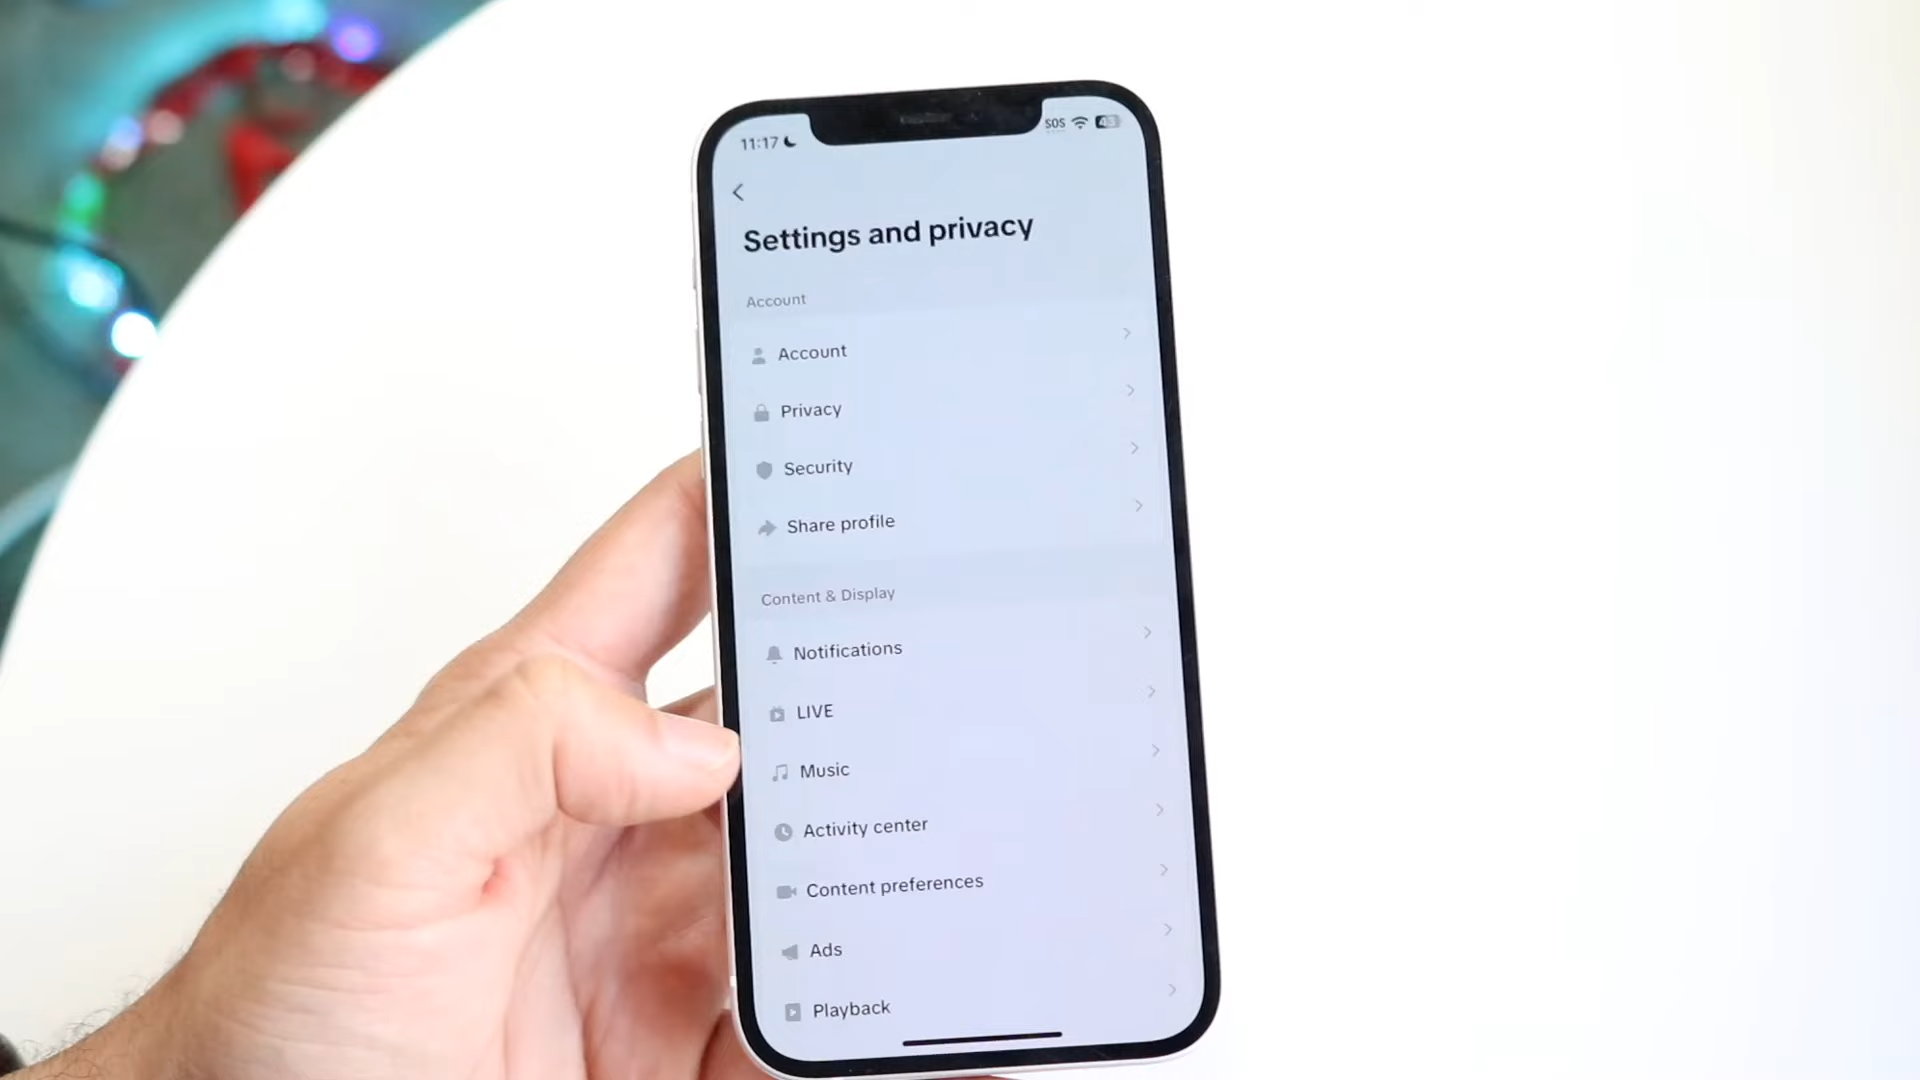 11:17
SOS 43
Settings and privacy
Account
Account
Privacy
Security
Share profile
Content & Display
Notifications
LIVE
Music
Activity center
Content preferences
Ads
Playback